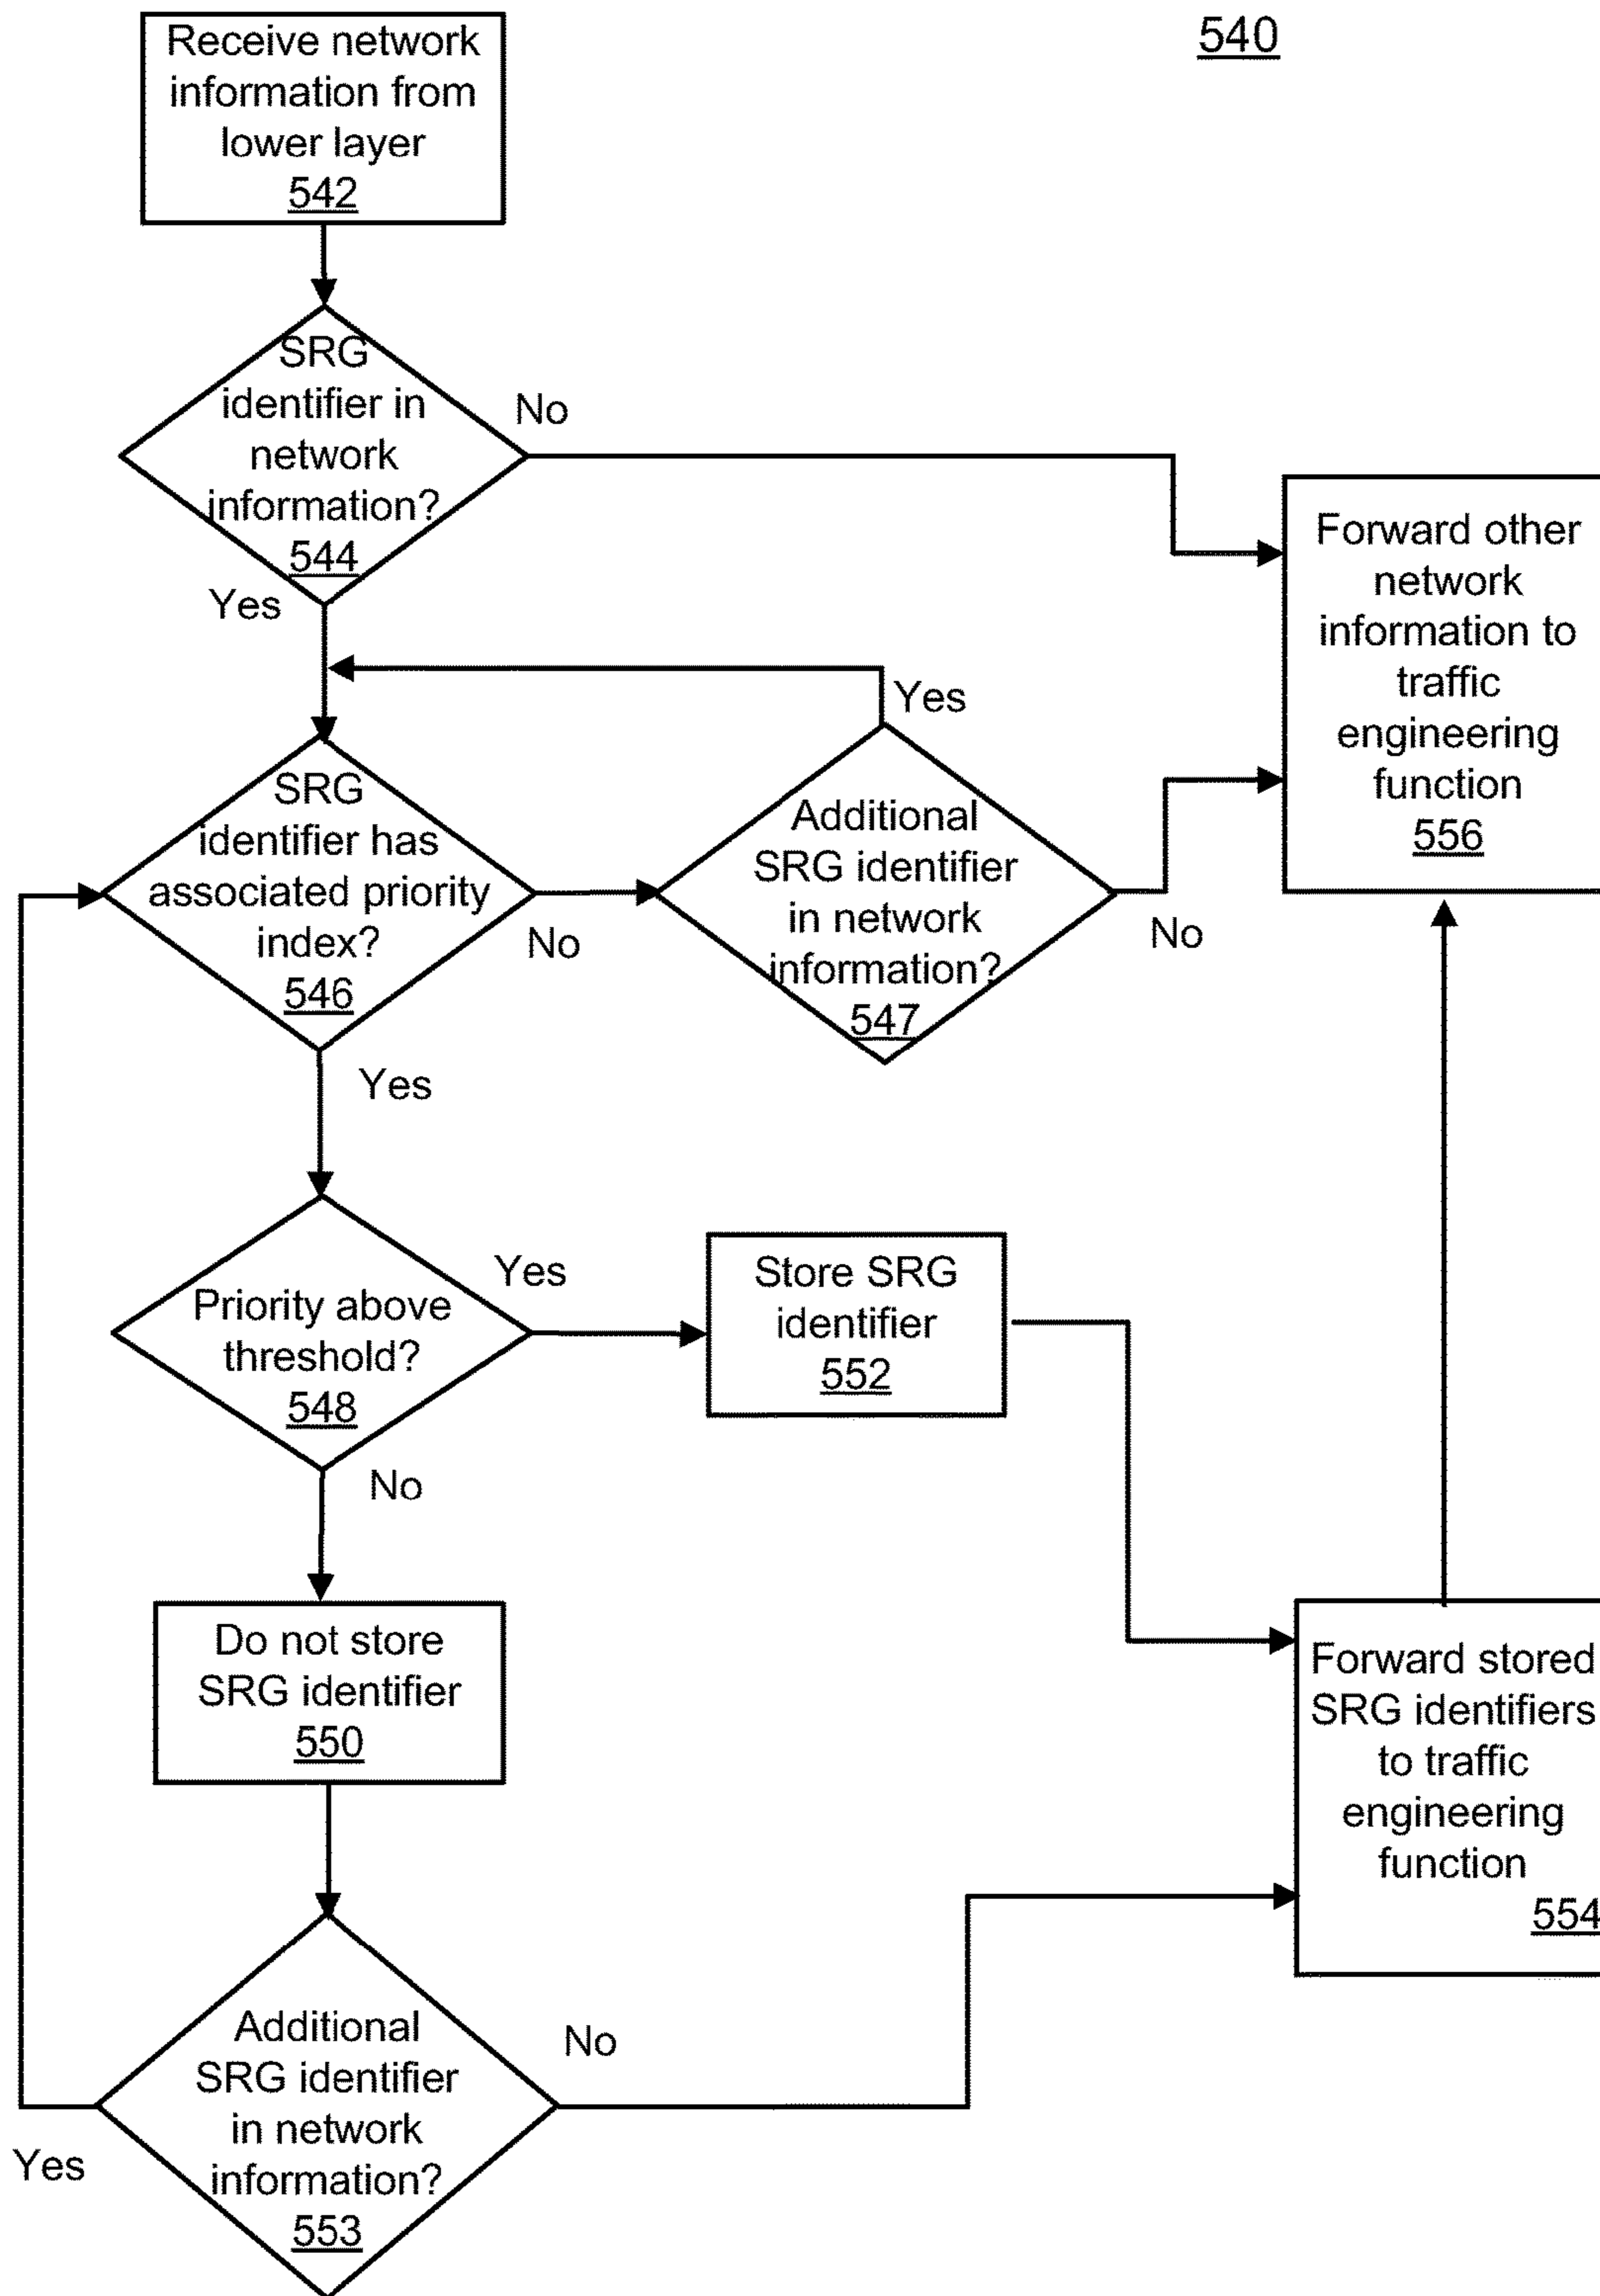 540
Receive network
information from
lower layer
542
SRG
identifier in
network
information?
544
No
Yes
Forward other
network
information to
traffic
engineering
function
556
Yes
SRG
identifier has
associated priority
index?
546
No
Additional
SRG identifier
in network
information?
547
No
Yes
Priority above
threshold?
548
Yes
Store SRG
identifier
552
No
Do not store
SRG identifier
550
Forward stored
SRG identifiers
to traffic
engineering
function
554
Additional
SRG identifier
in network
information?
553
No
Yes